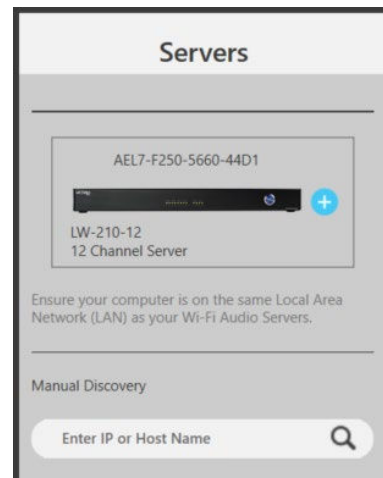 Servers
AEL7-F250-5660-44D1
LW-210-12
12 Channel Server
Ensure your computer is on the same Local Area
Network (LAN) as your Wi-Fi Audio Servers.
Manual Discovery
Enter IP or Host Name